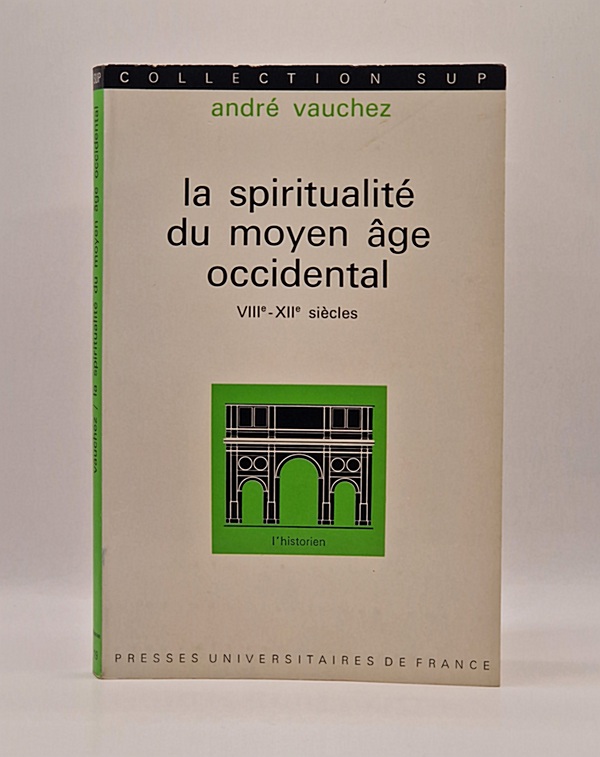 COLLECTION SUP
andré vauchez
la spiritualité
du moyen âge
occidental
VIIIᵉ-XIIᵉ siècles
l'historien
PRESSES UNIVERSITAIRES DE FRANCE
SUP
vauchez / la spiritualité du moyen âge occidental